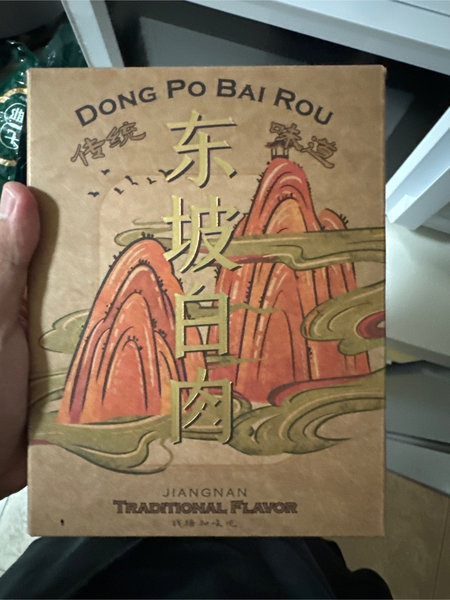 DONG PO BAI ROU
传统 味道
东坡白肉
JIANGNAN
TRADITIONAL FLAVOR